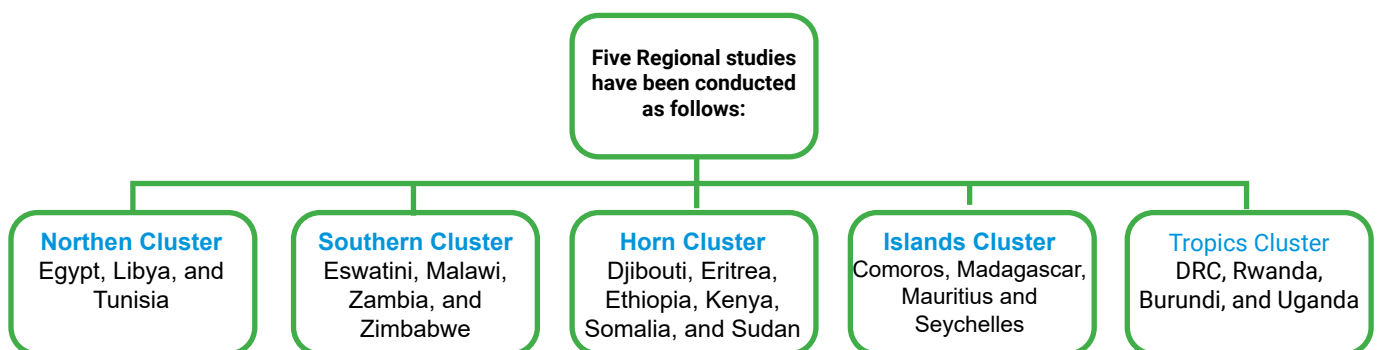 Five Regional studies
have been conducted
as follows:
Northen Cluster
Egypt, Libya, and
Tunisia
Southern Cluster
Eswatini, Malawi,
Zambia, and
Zimbabwe
Horn Cluster
Djibouti, Eritrea,
Ethiopia, Kenya,
Somalia, and Sudan
Islands Cluster
Comoros, Madagascar,
Mauritius and
Seychelles
Tropics Cluster
DRC, Rwanda,
Burundi, and Uganda